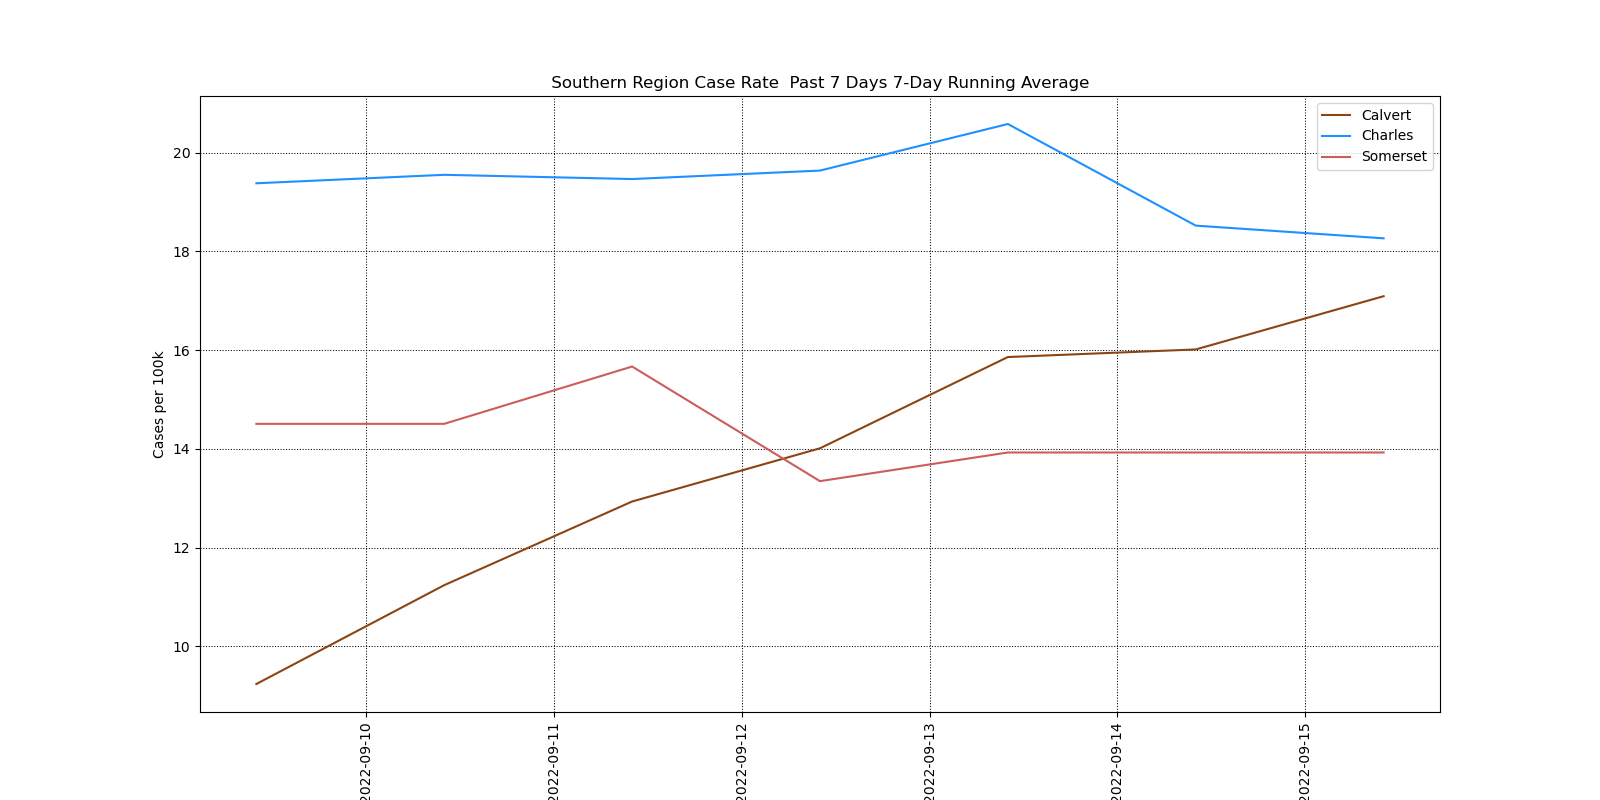 Southern Region Case Rate  Past 7 Days 7-Day Running Average
Calvert
Charles
Somerset
Cases per 100k
20
18
16
14
12
10
2022-09-10
2022-09-11
2022-09-12
2022-09-13
2022-09-14
2022-09-15